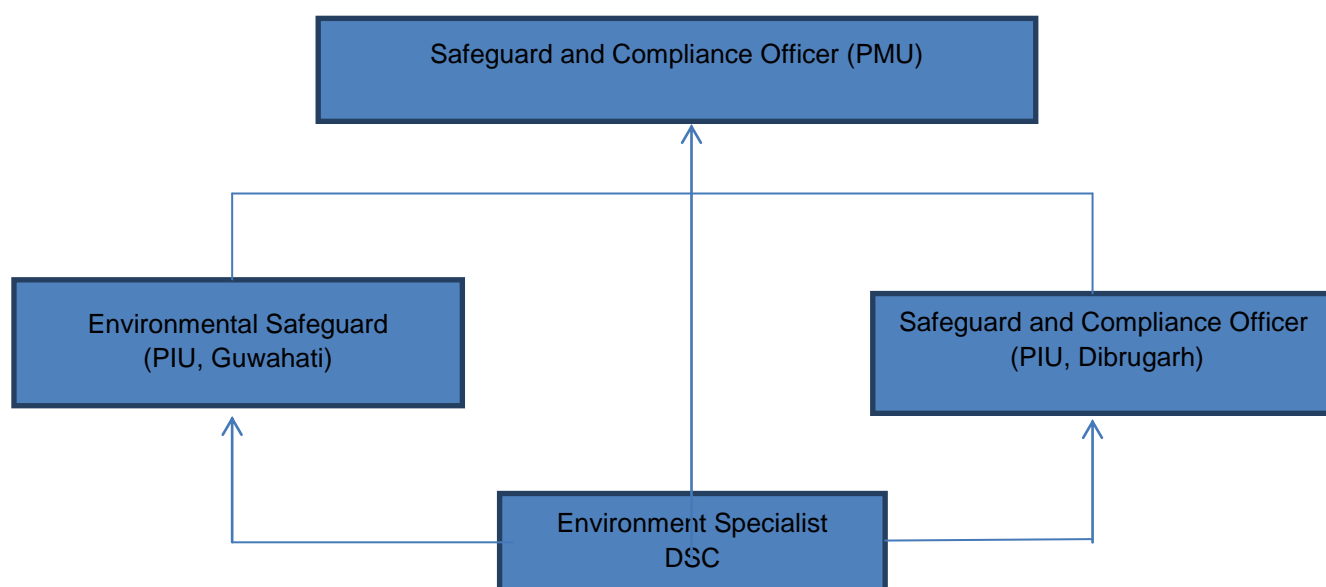 Safeguard and Compliance Officer (PMU)
Environmental Safeguard
(PIU, Guwahati)
Safeguard and Compliance Officer
(PIU, Dibrugarh)
Environment Specialist
DSC